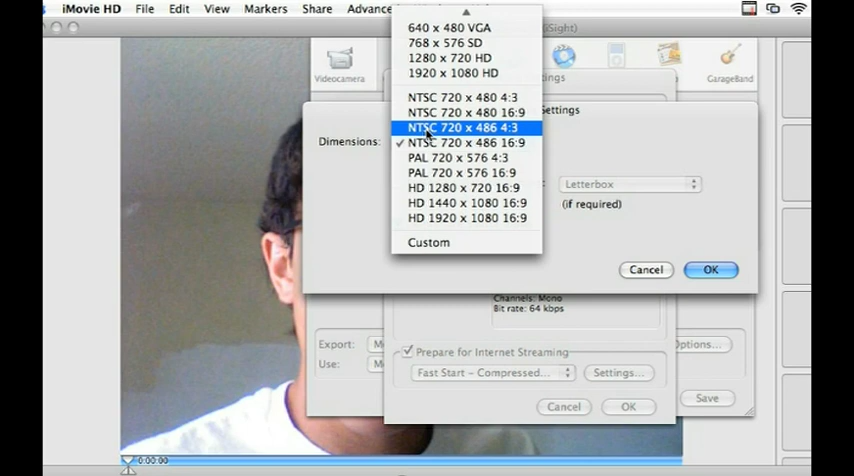 iMovie HD File Edit View Markers Share Advanc
iSight)
Videocamera
GarageBand
ttings
Settings
640 x 480 VGA
768 x 576 SD
1280 x 720 HD
1920 x 1080 HD
NTSC 720 x 480 4:3
NTSC 720 x 480 16:9
NTSC 720 x 486 4:3
Dimensions:
NTSC 720 x 486 16:9
PAL 720 x 576 4:3
PAL 720 x 576 16:9
HD 1280 x 720 16:9
HD 1440 x 1080 16:9
HD 1920 x 1080 16:9
Custom
Letterbox
(if required)
Cancel OK
Channels: Mono
Bit rate: 64 kbps
Export: M
Options...
Use: M
Prepare for Internet Streaming
Fast Start – Compressed... Settings...
Cancel OK
Save
0:00:00